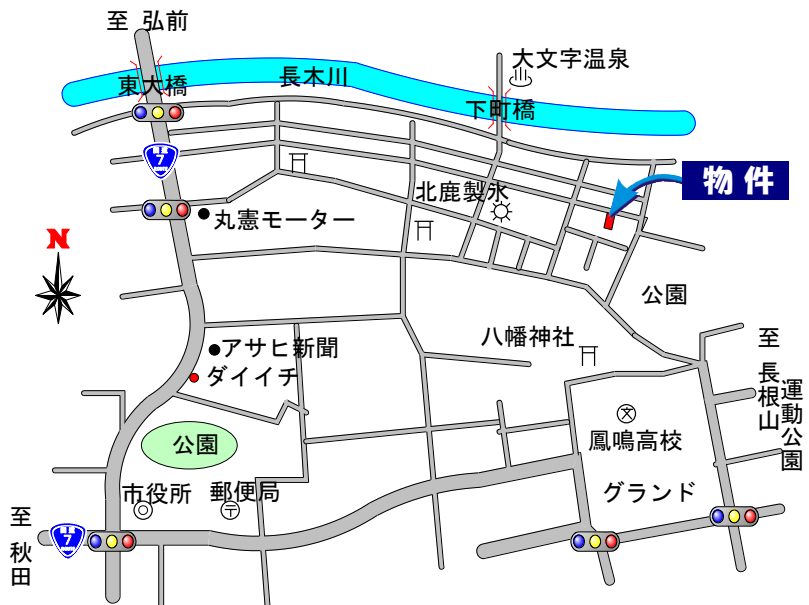 至 弘前
大文字温泉
東大橋
長木川
下町橋
7
物件
北鹿製氷
丸憲モーター
N
公園
八幡神社
至 長根山
運動公園
アサヒ新聞
ダイイチ
公園
鳳鳴高校
市役所
郵便局
グランド
至 秋田
7